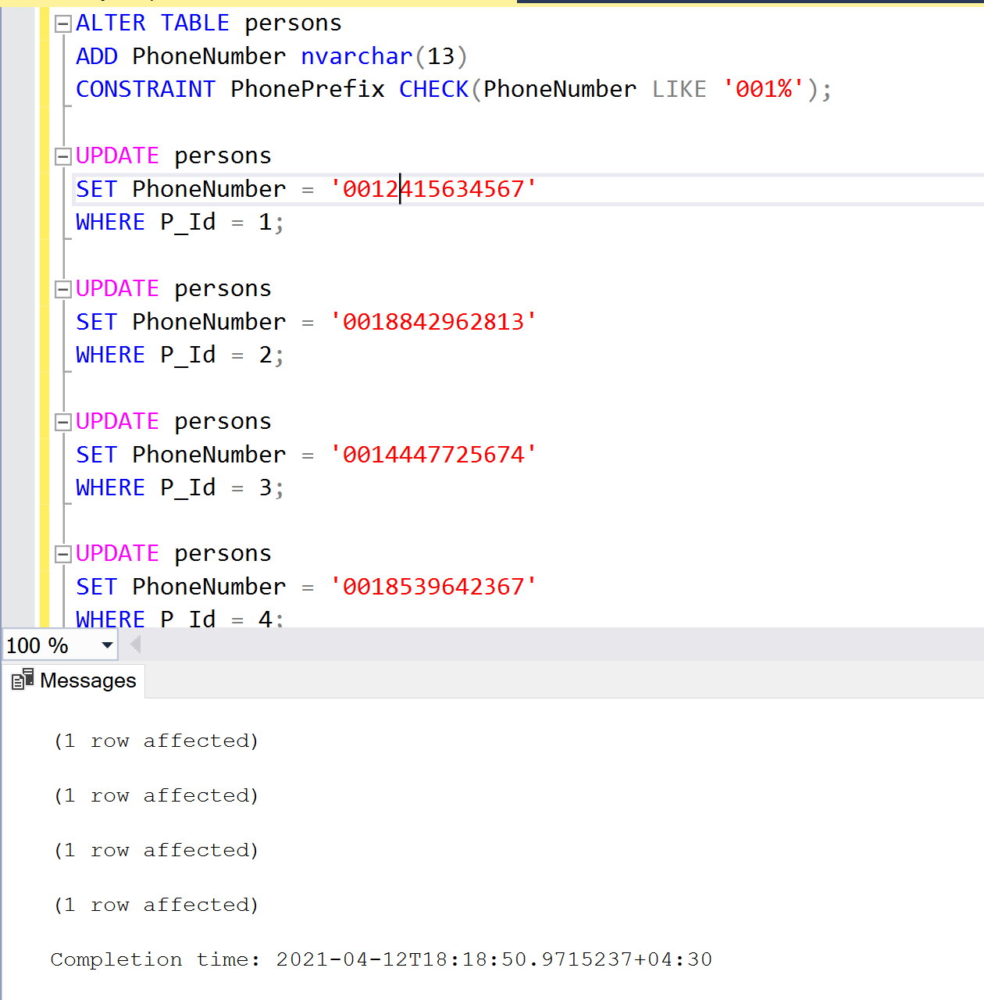 ALTER TABLE persons
ADD PhoneNumber nvarchar(13)
CONSTRAINT PhonePrefix CHECK(PhoneNumber LIKE '001%');
UPDATE persons
SET PhoneNumber = '0012415634567'
WHERE P_Id = 1;
UPDATE persons
SET PhoneNumber = '0018842962813'
WHERE P_Id = 2;
UPDATE persons
SET PhoneNumber = '0014447725674'
WHERE P_Id = 3;
UPDATE persons
SET PhoneNumber = '0018539642367'
WHERE P_Id = 4;
100 %
Messages
(1 row affected)
(1 row affected)
(1 row affected)
(1 row affected)
Completion time: 2021-04-12T18:18:50.9715237+04:30